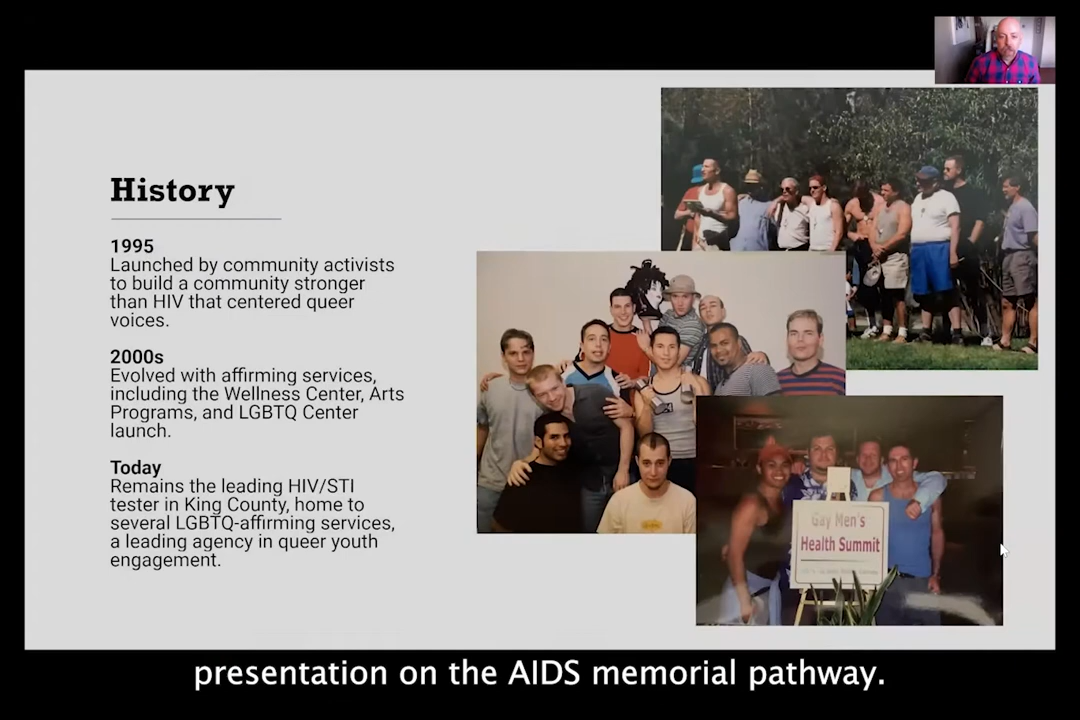 History
1995
Launched by community activists
to build a community stronger
than HIV that centered queer
voices.
2000s
Evolved with affirming services,
including the Wellness Center, Arts
Programs, and LGBTQ Center
launch.
Today
Remains the leading HIV/STI
tester in King County, home to
several LGBTQ-affirming services,
a leading agency in queer youth
engagement.
Gay Men's
Health Summit
presentation on the AIDS memorial pathway.